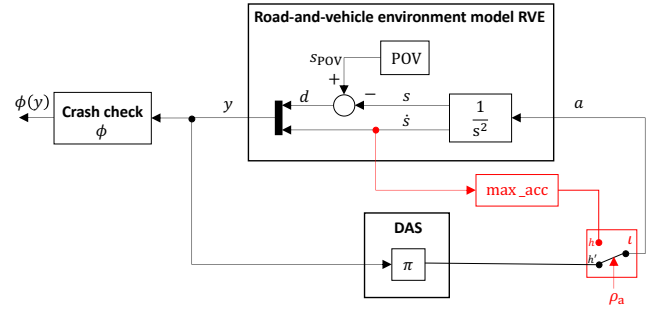 Road-and-vehicle environment model RVE
s_POV
POV
+
−
ϕ(y)
Crash check
ϕ
y
d
s
ṡ
1
s²
a
max_acc
DAS
π
h
h′
t
ρ_a